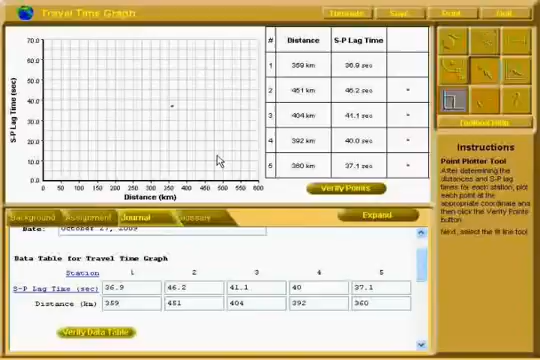 Travel Time Graph
Translate Save Print Quit
S-P Lag Time (sec)
70.0
60.0
50.0
40.0
30.0
20.0
10.0
0.0
0 50 100 150 200 250 300 350 400 450 500 550 600
Distance (km)
# Distance S-P Lag Time
1 359 km 36.9 sec
2 451 km 46.2 sec *
3 404 km 41.1 sec *
4 392 km 40.0 sec *
5 360 km 37.1 sec *
Verify Points
Instructions
Point Plotter Tool
After determining the
distances and S-P lag
times for each station, plot
each point at the
appropriate coordinate and
then click the Verify Points
button.
Next, select the fit line tool
Background Assignment Journal Glossary Expand
Date: October 27, 2009
Data Table for Travel Time Graph
Station 1 2 3 4 5
S-P Lag Time (sec) 36.9 46.2 41.1 40 37.1
Distance (km) 359 451 404 392 360
Verify Data Table